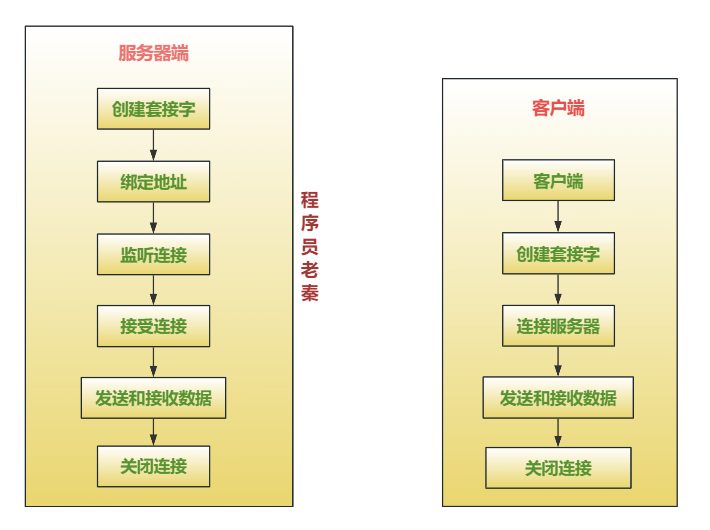 服务器端
创建套接字
绑定地址
监听连接
接受连接
发送和接收数据
关闭连接
程序员老秦
客户端
客户端
创建套接字
连接服务器
发送和接收数据
关闭连接